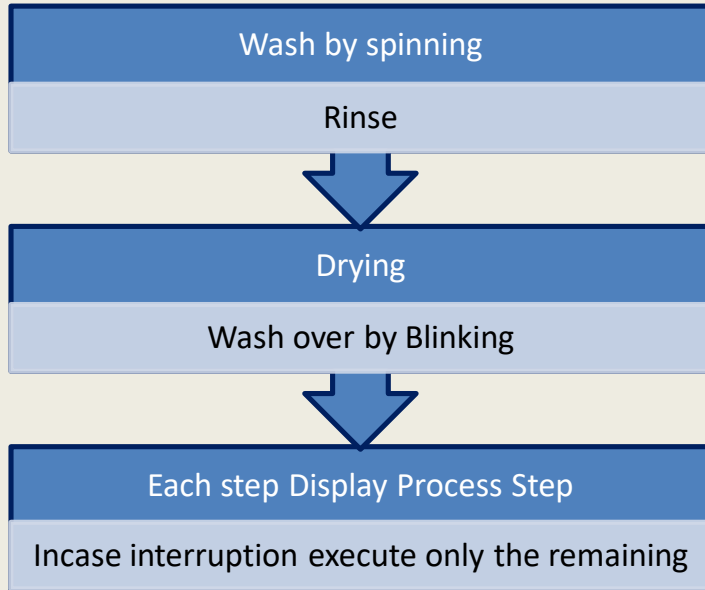 Wash by spinning
Rinse
Drying
Wash over by Blinking
Each step Display Process Step
Incase interruption execute only the remaining